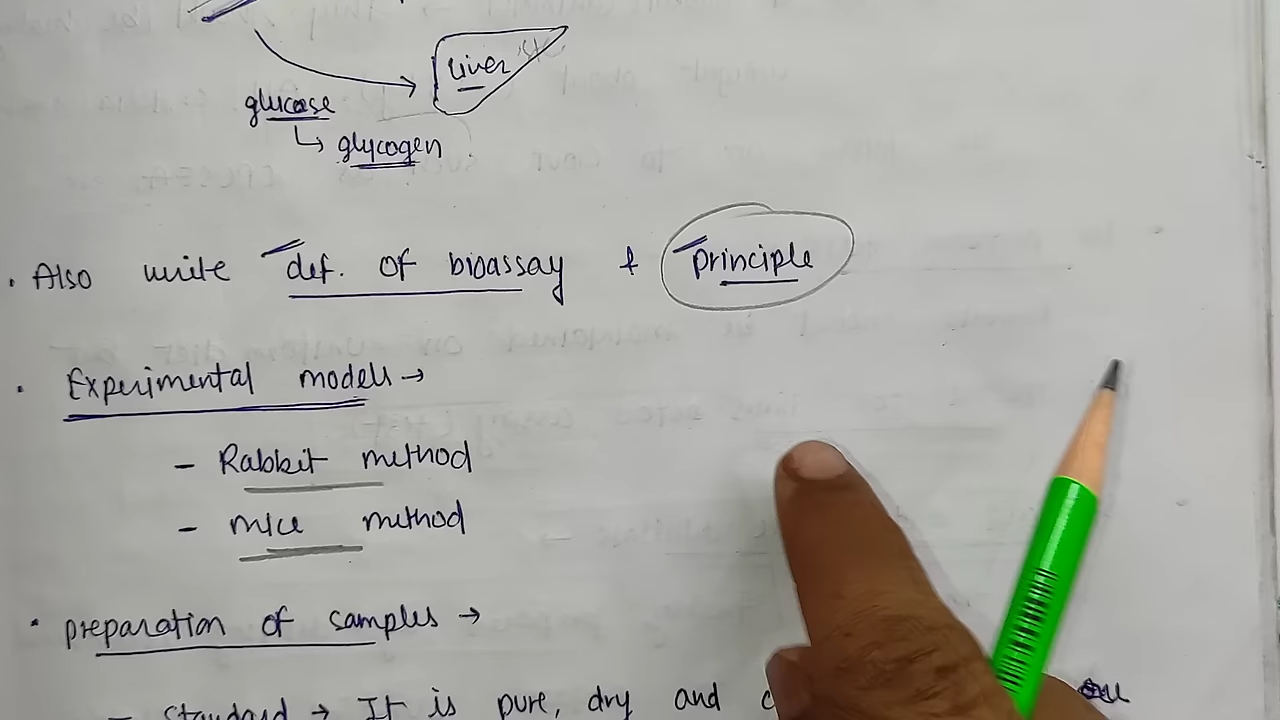 Liver
glucose
↳ glycogen
. Also write def. of bioassay & principle
. Experimental models →
- Rabbit method
- mice method
. preparation of samples →
- Standard → It is pure, dry and